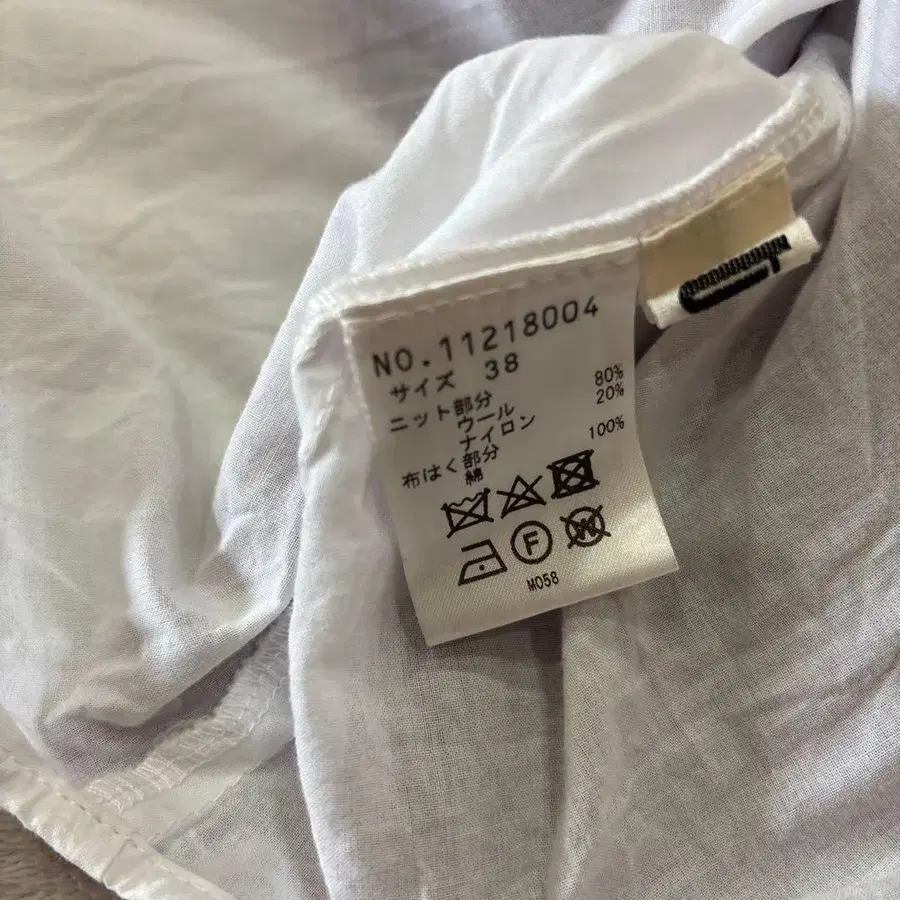 NO.11218004
サイズ 38
ニット部分
ウール 80%
ナイロン 20%
布はく部分
綿 100%
F
W
M058